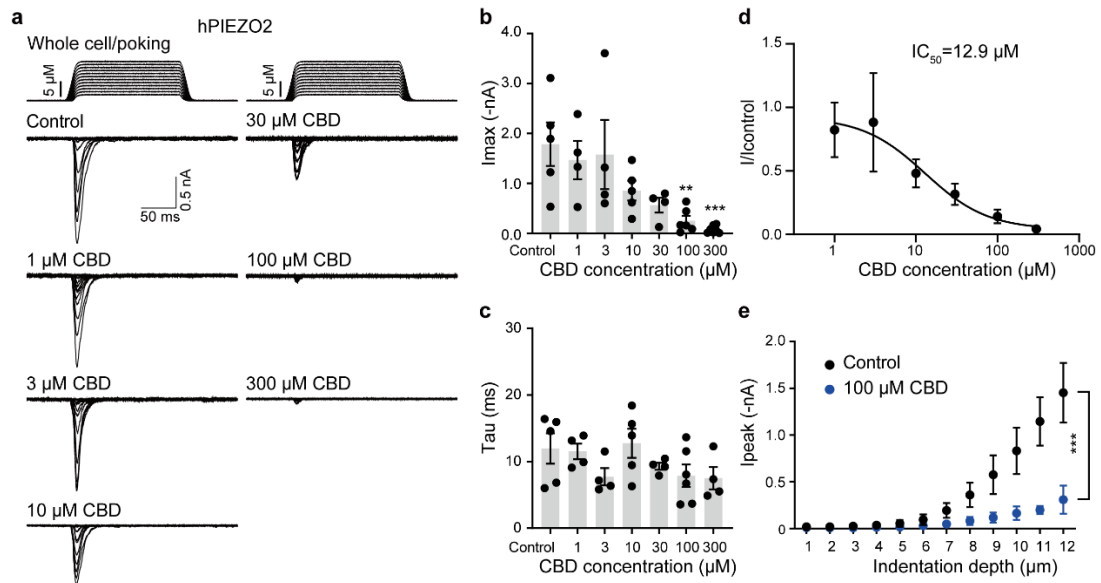 a
hPIEZO2
Whole cell/poking
5 µM
5 µM
Control
30 µM CBD
0.5 nA
50 ms
1 µM CBD
100 µM CBD
3 µM CBD
300 µM CBD
10 µM CBD
b
Imax (-nA)
4.0
3.0
2.0
1.0
0.0
**
***
Control 1 3 10 30 100 300
CBD concentration (µM)
c
Tau (ms)
30
20
10
0
Control 1 3 10 30 100 300
CBD concentration (µM)
d
I/Icontrol
1.5
1.0
0.5
0.0
IC50=12.9 µM
1 10 100 1000
CBD concentration (µM)
e
Ipeak (-nA)
2.0
1.5
1.0
0.5
0
Control
100 µM CBD
***
1 2 3 4 5 6 7 8 9 10 11 12
Indentation depth (µm)